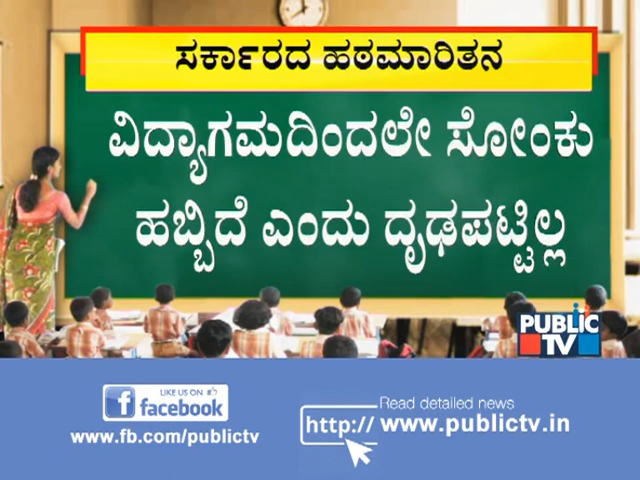 ಸರ್ಕಾರದ ಹಠಮಾರಿತನ
ವಿದ್ಯಾಗಮದಿಂದಲೇ ಸೋಂಕು
ಹಬ್ಬಿದೆ ಎಂದು ದೃಢಪಟ್ಟಿಲ್ಲ
PUBLIC
TV
LIKE US ON
facebook
www.fb.com/publictv
Read detailed news
http:// www.publictv.in